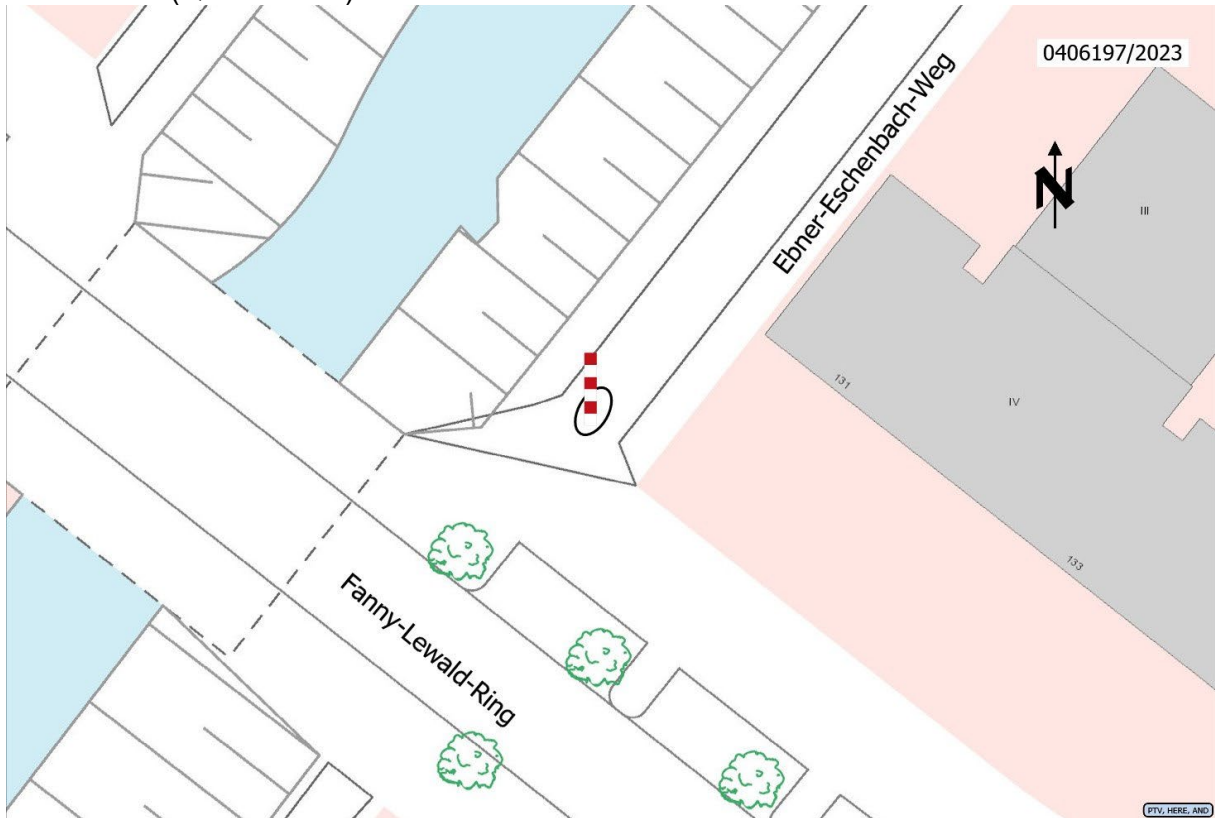 0406197/2023
Ebner-Eschenbach-Weg
N
III
131
IV
133
Fanny-Lewald-Ring
PTV, HERE, AND